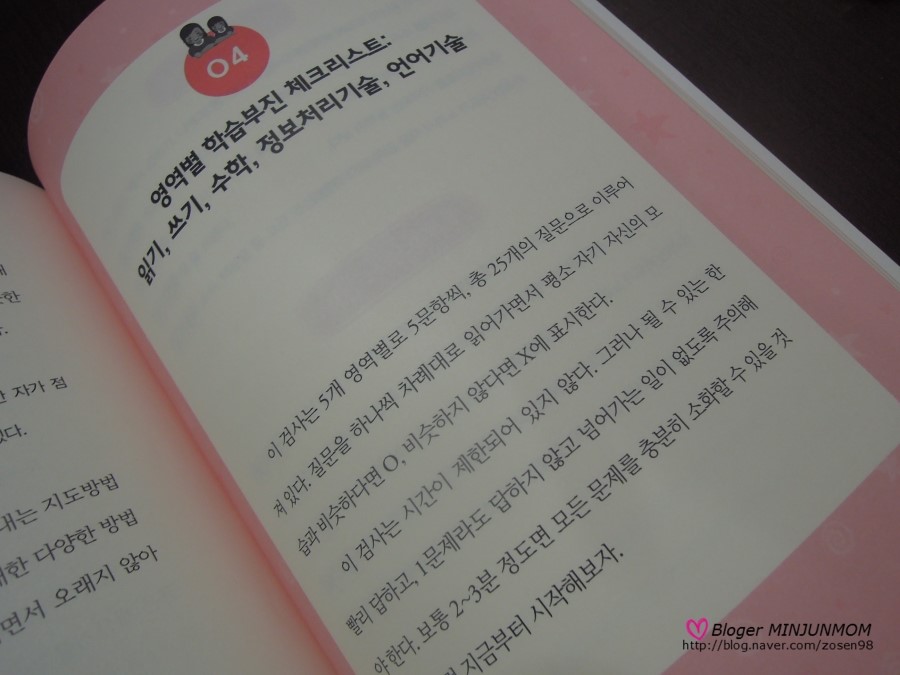 04
영역별 학습부진 체크리스트:
읽기, 쓰기, 수학, 정보처리기술, 언어기술
이 검사는 5개 영역별로 5문항씩, 총 25개의 질문으로 이루어
져 있다. 질문을 하나씩 차례대로 읽어가면서 평소 자기 자신의 모
습과 비슷하다면 O, 비슷하지 않다면 X에 표시한다.
이 검사는 시간이 제한되어 있지 않다. 그러나 될 수 있는 한
빨리 답하고, 1문제라도 답하지 않고 넘어가는 일이 없도록 주의해
야 한다. 보통 2~3분 정도면 모든 문제를 충분히 소화할 수 있을 것
지금부터 시작해보자.
자가 점
지도방법
다양한 방법
오래지 않아
Bloger MINJUNMOM
http://blog.naver.com/zosen98